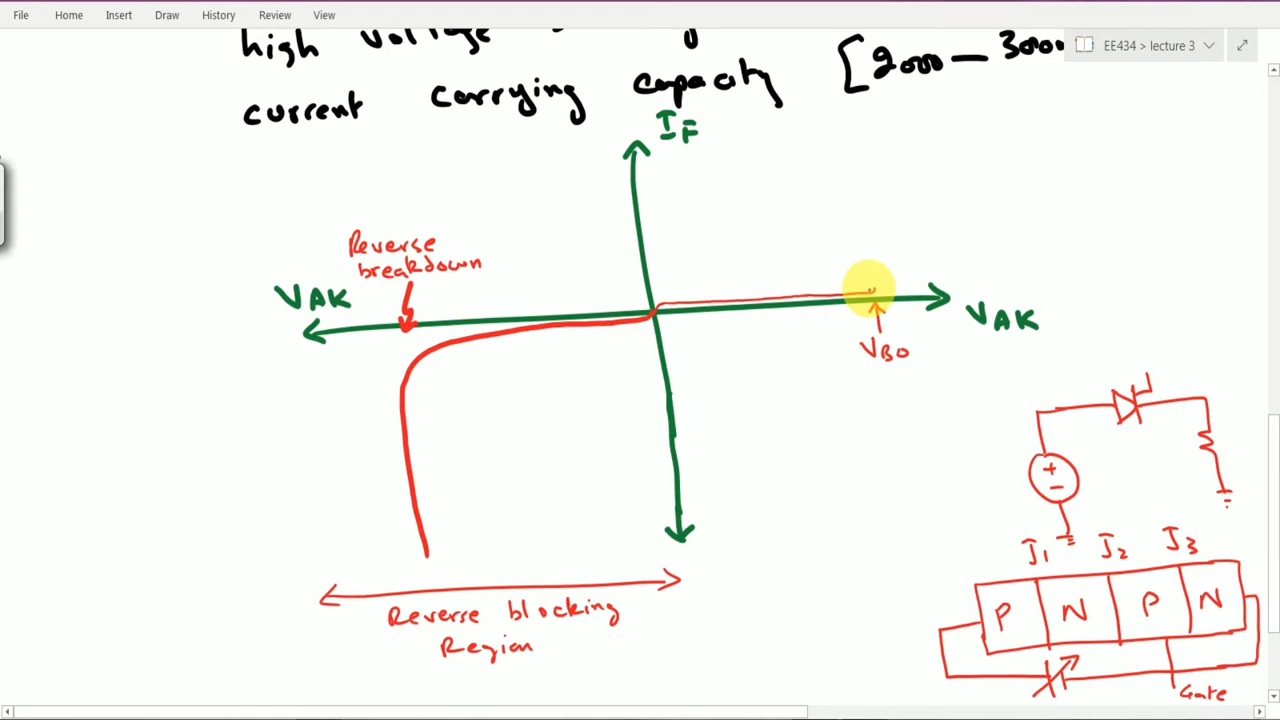 File Home Insert Draw History Review View
EE434 > lecture 3
high voltage
current carrying capacity [2000 —
IF
Reverse
breakdown
VAK
VAK
VBO
+
-
J1 J2 J3
P N P N
Gate
Reverse blocking
Region